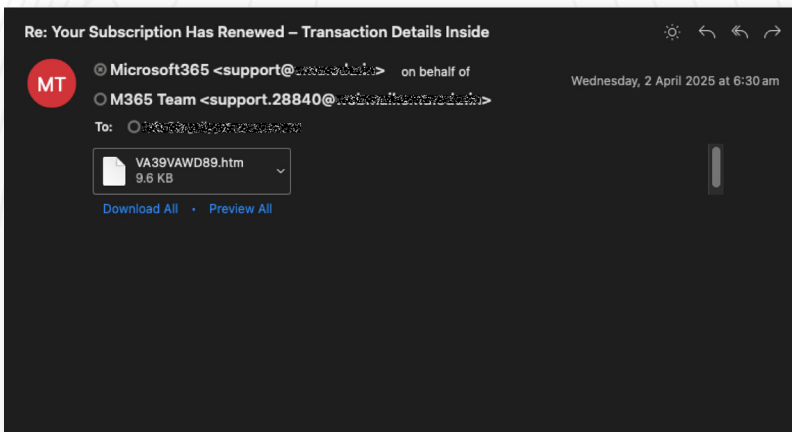 Re: Your Subscription Has Renewed – Transaction Details Inside
MT
Microsoft365 <support@ > on behalf of
Wednesday, 2 April 2025 at 6:30 am
M365 Team <support.28840@ >
To:
VA39VAWD89.htm
9.6 KB
Download All • Preview All